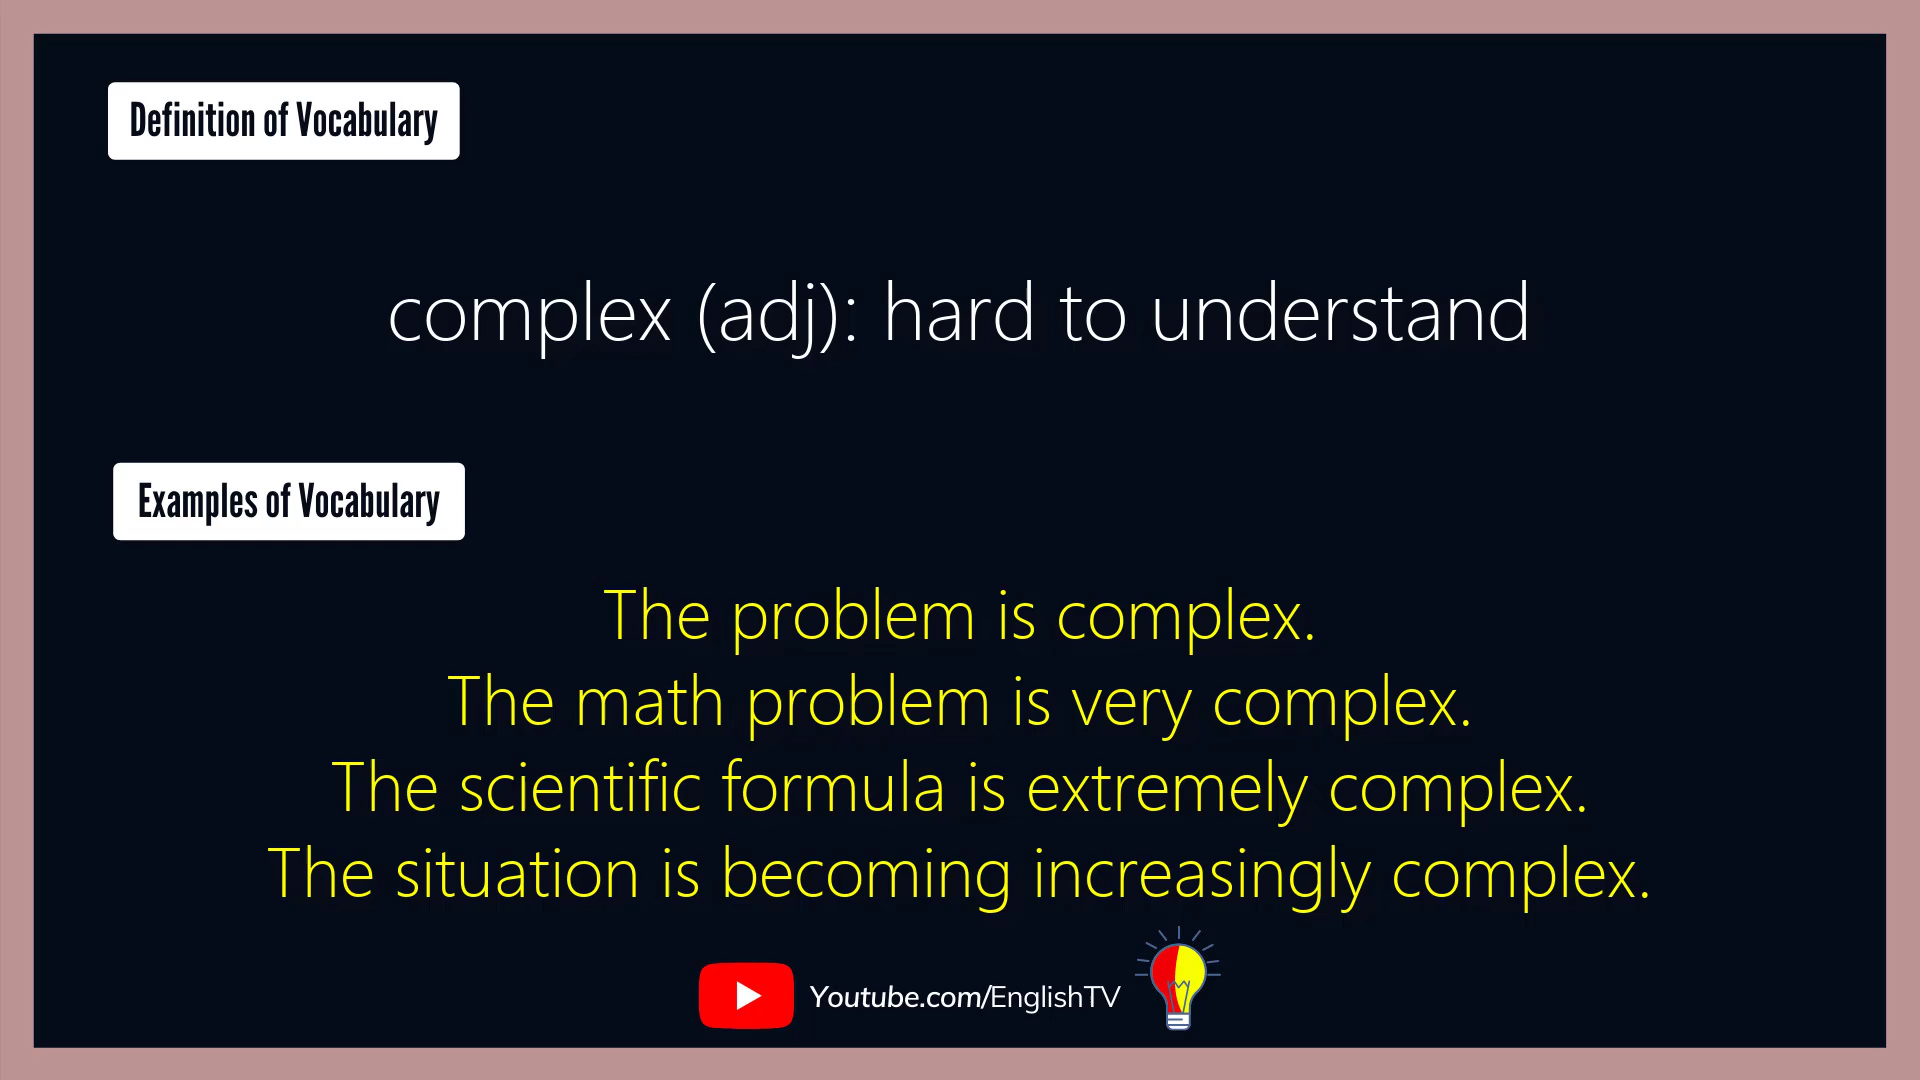 Definition of Vocabulary
complex (adj): hard to understand
Examples of Vocabulary
The problem is complex.
The math problem is very complex.
The scientific formula is extremely complex.
The situation is becoming increasingly complex.
Youtube.com/EnglishTV